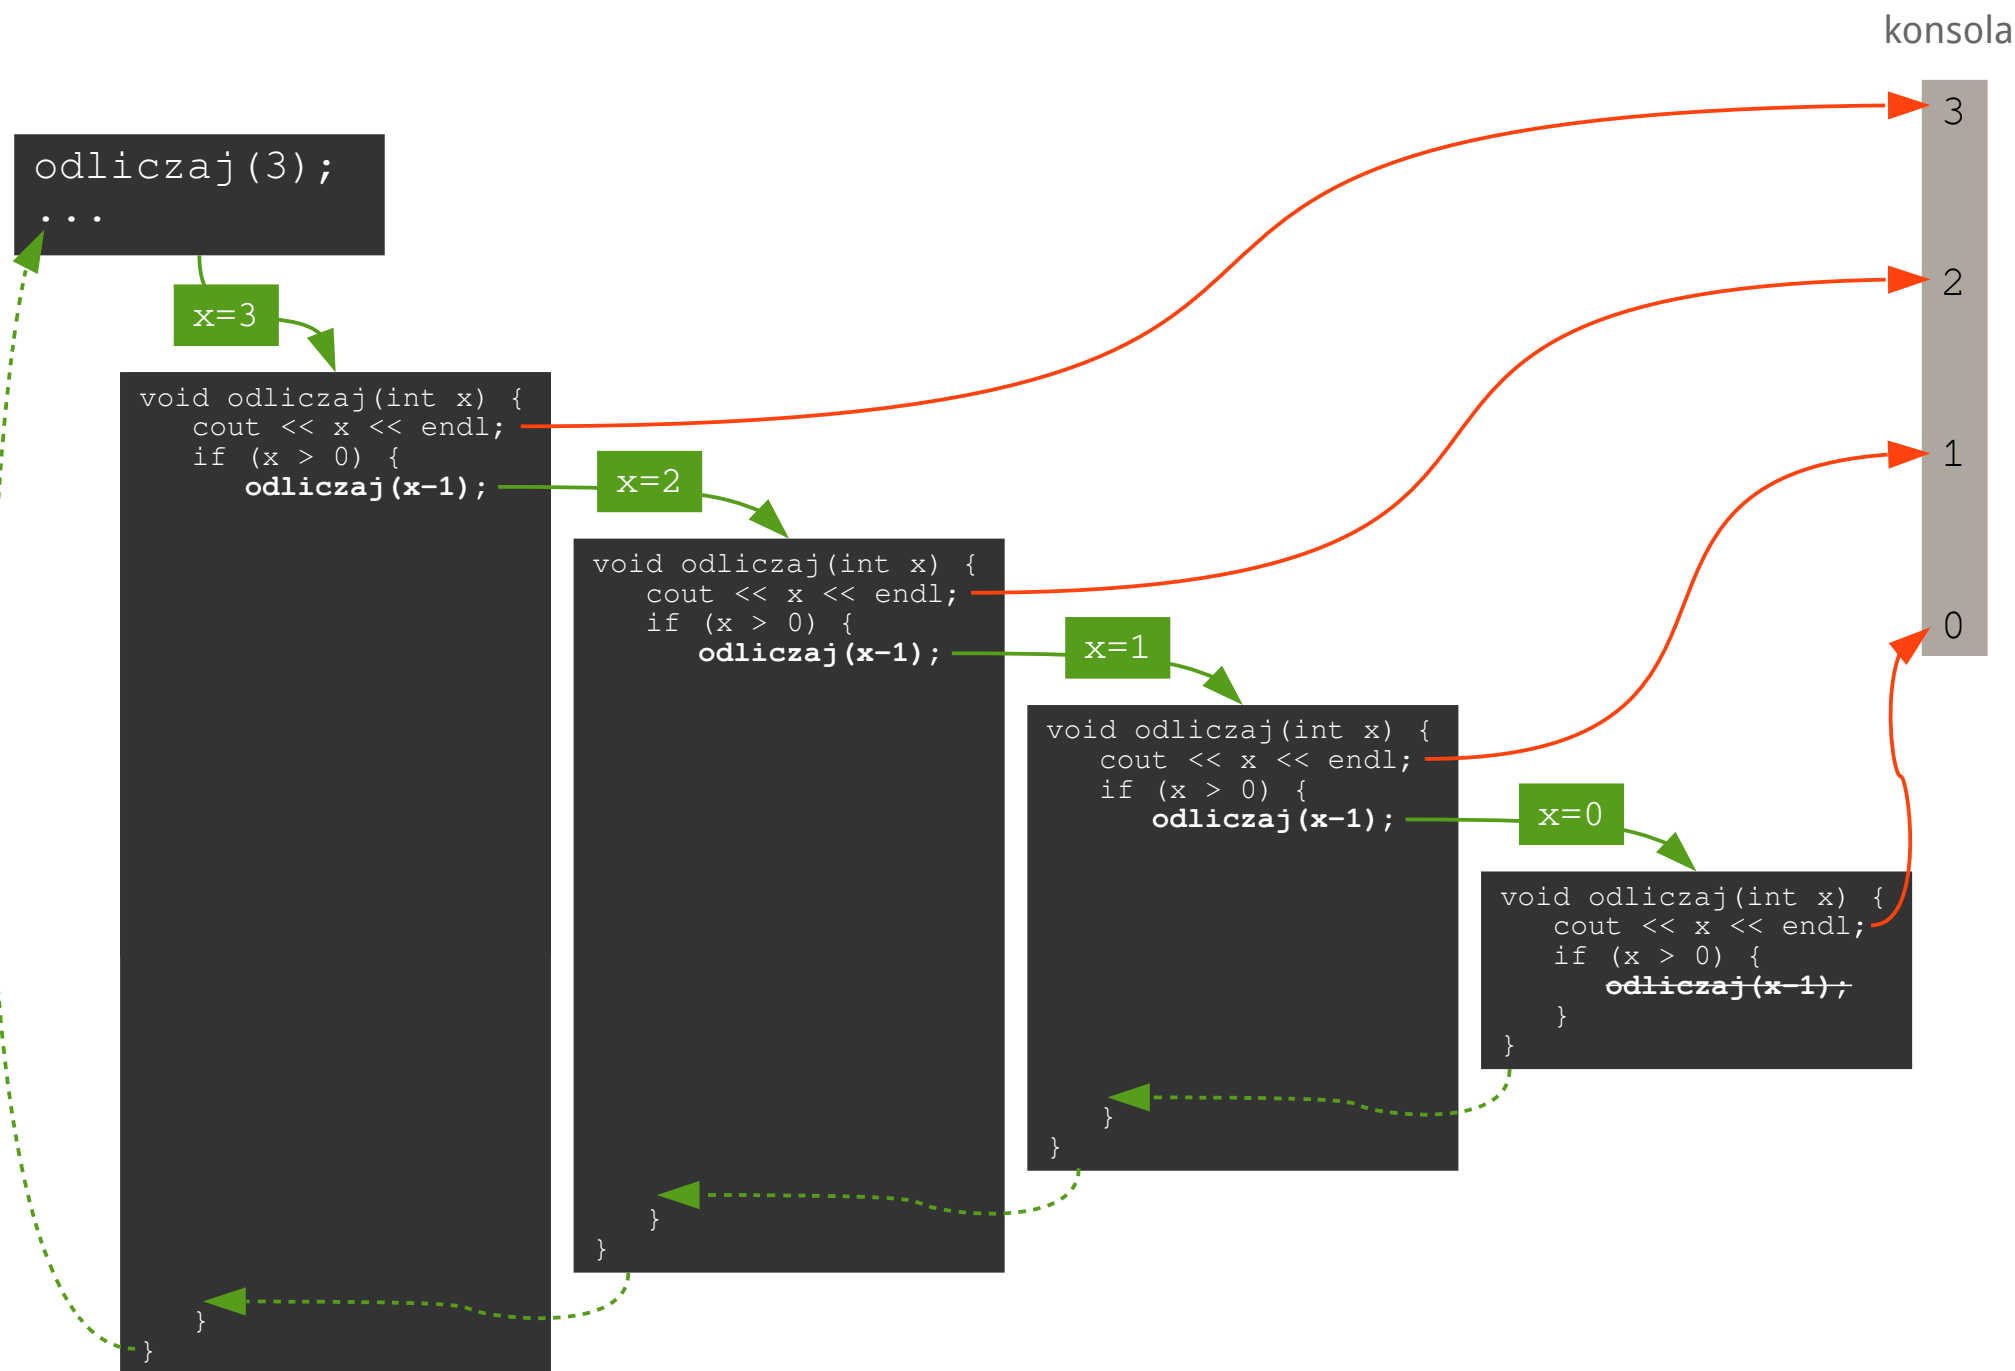 konsola
3
odliczaj(3);
...
2
x=3
void odliczaj(int x) {
cout << x << endl;
if (x > 0) {
odliczaj(x-1);
1
x=2
void odliczaj(int x) {
cout << x << endl;
if (x > 0) {
odliczaj(x-1);
0
x=1
void odliczaj(int x) {
cout << x << endl;
if (x > 0) {
odliczaj(x-1);
x=0
void odliczaj(int x) {
cout << x << endl;
if (x > 0) {
odliczaj(x-1);
}
}
}
}
}
}
}
}